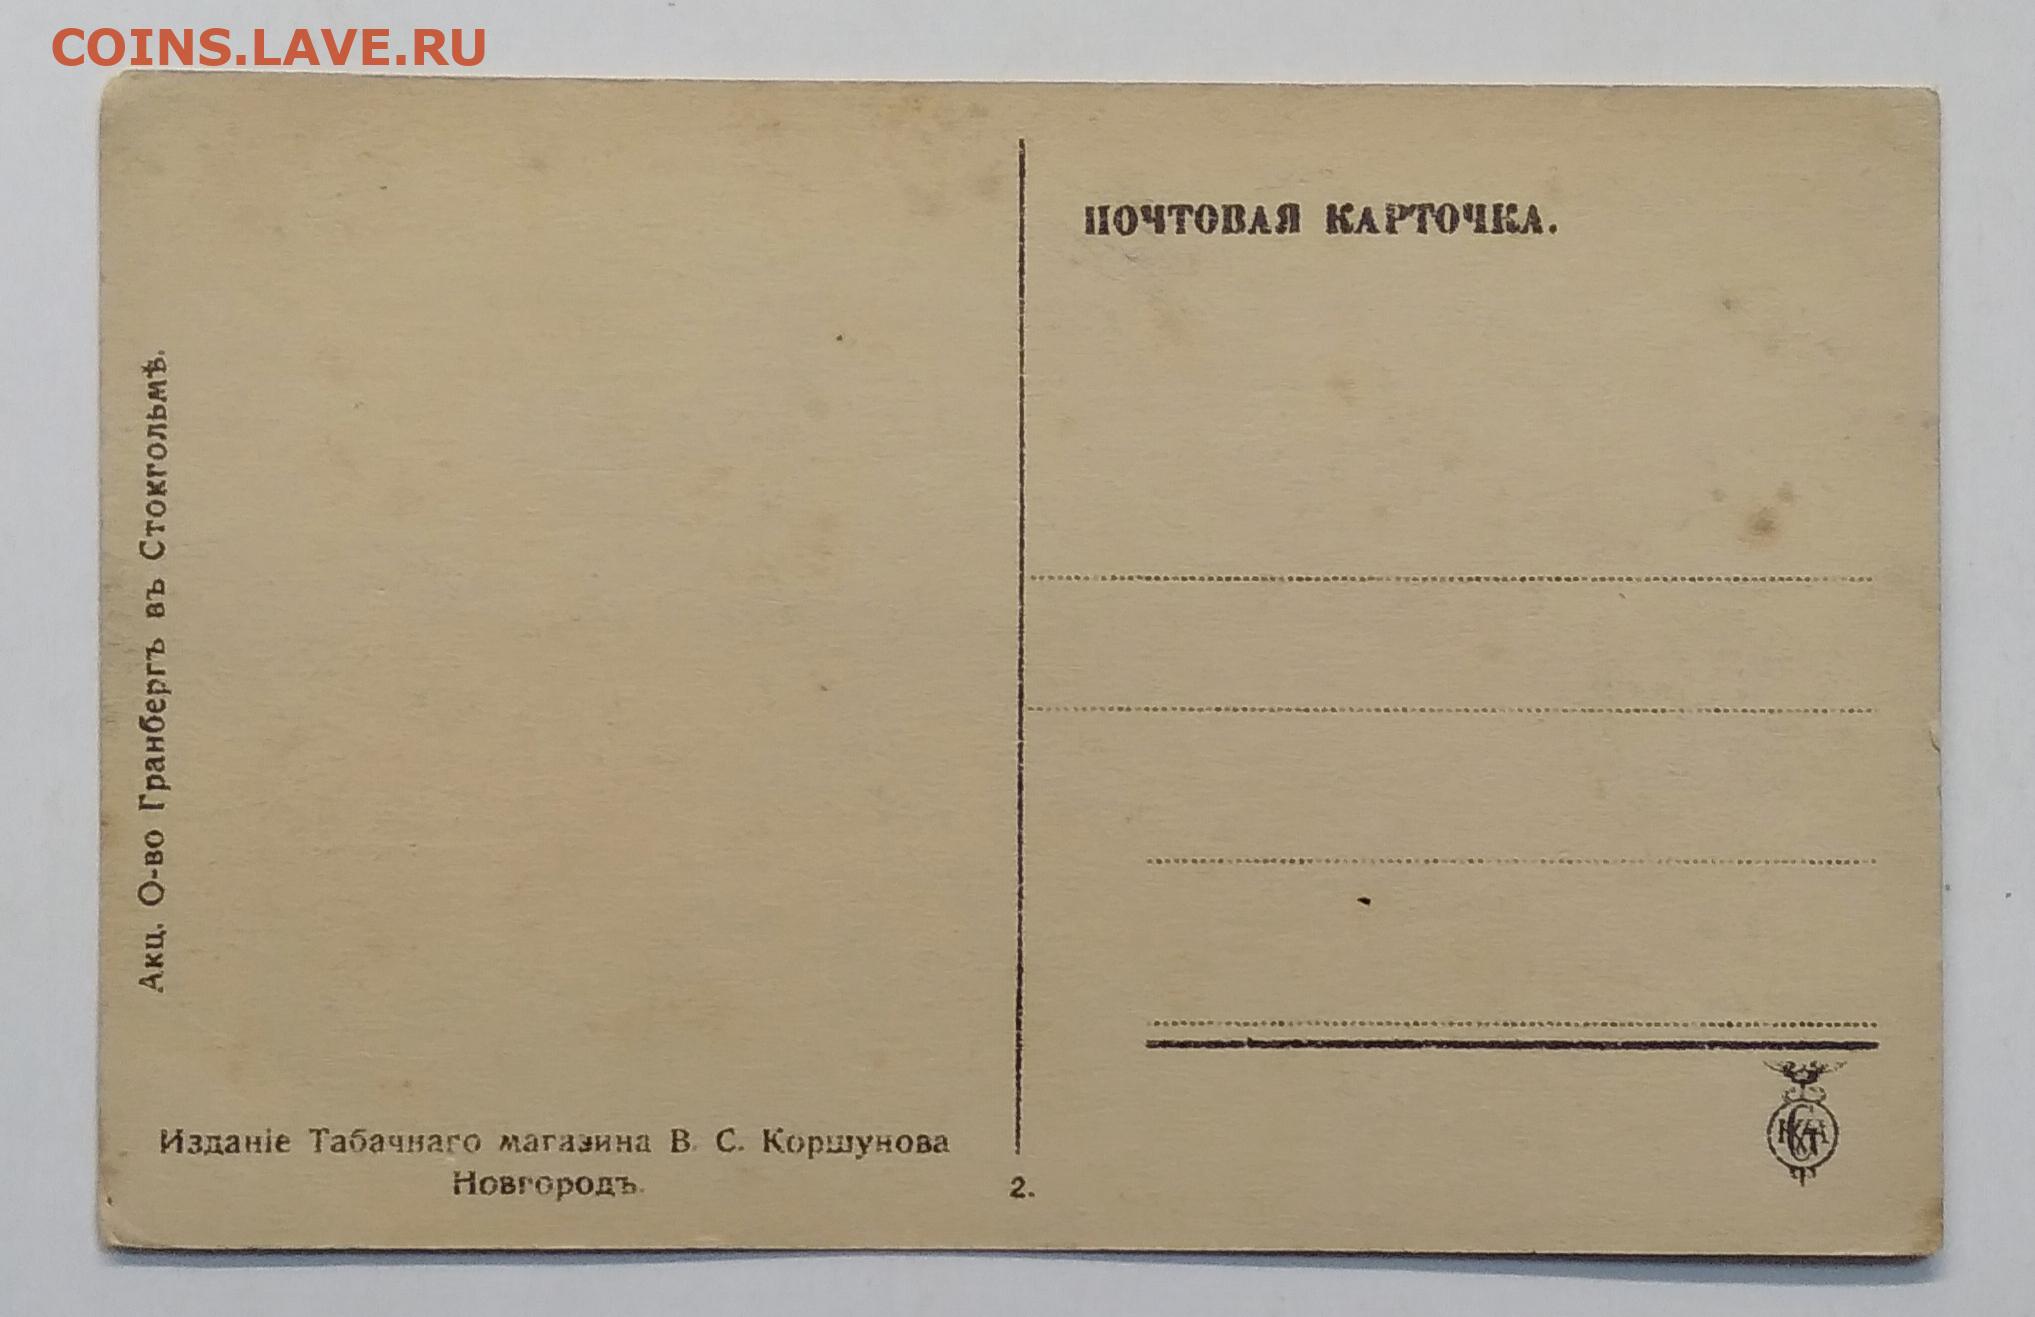 COINS.LAVE.RU
ПОЧТОВАЯ КАРТОЧКА.
Акц. О-во Гранбергъ въ Стокгольмѣ.
Изданіе Табачнаго магазина В. С. Коршунова
Новгородъ.
2.